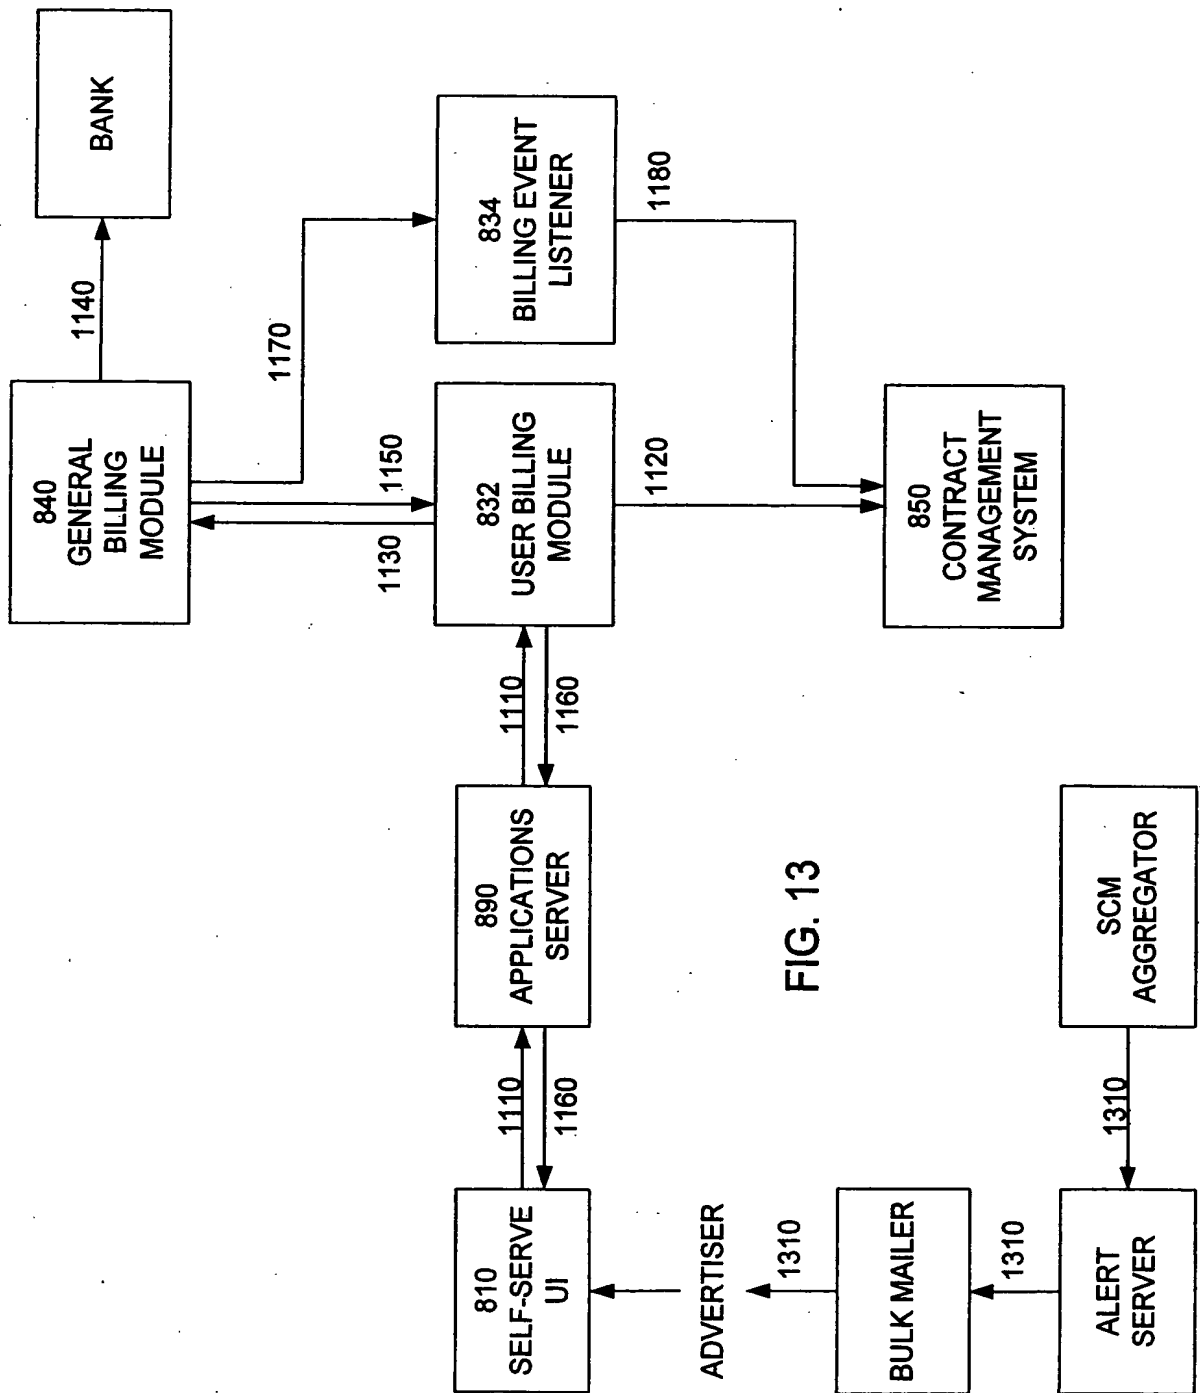 BANK
1140
840
GENERAL
BILLING
MODULE
1170
834
BILLING EVENT
LISTENER
1180
1150
1130
832
USER BILLING
MODULE
1120
850
CONTRACT
MANAGEMENT
SYSTEM
1110
1160
890
APPLICATIONS
SERVER
1110
1160
810
SELF-SERVE
UI
ADVERTISER
1310
BULK MAILER
1310
ALERT
SERVER
1310
SCM
AGGREGATOR
FIG. 13